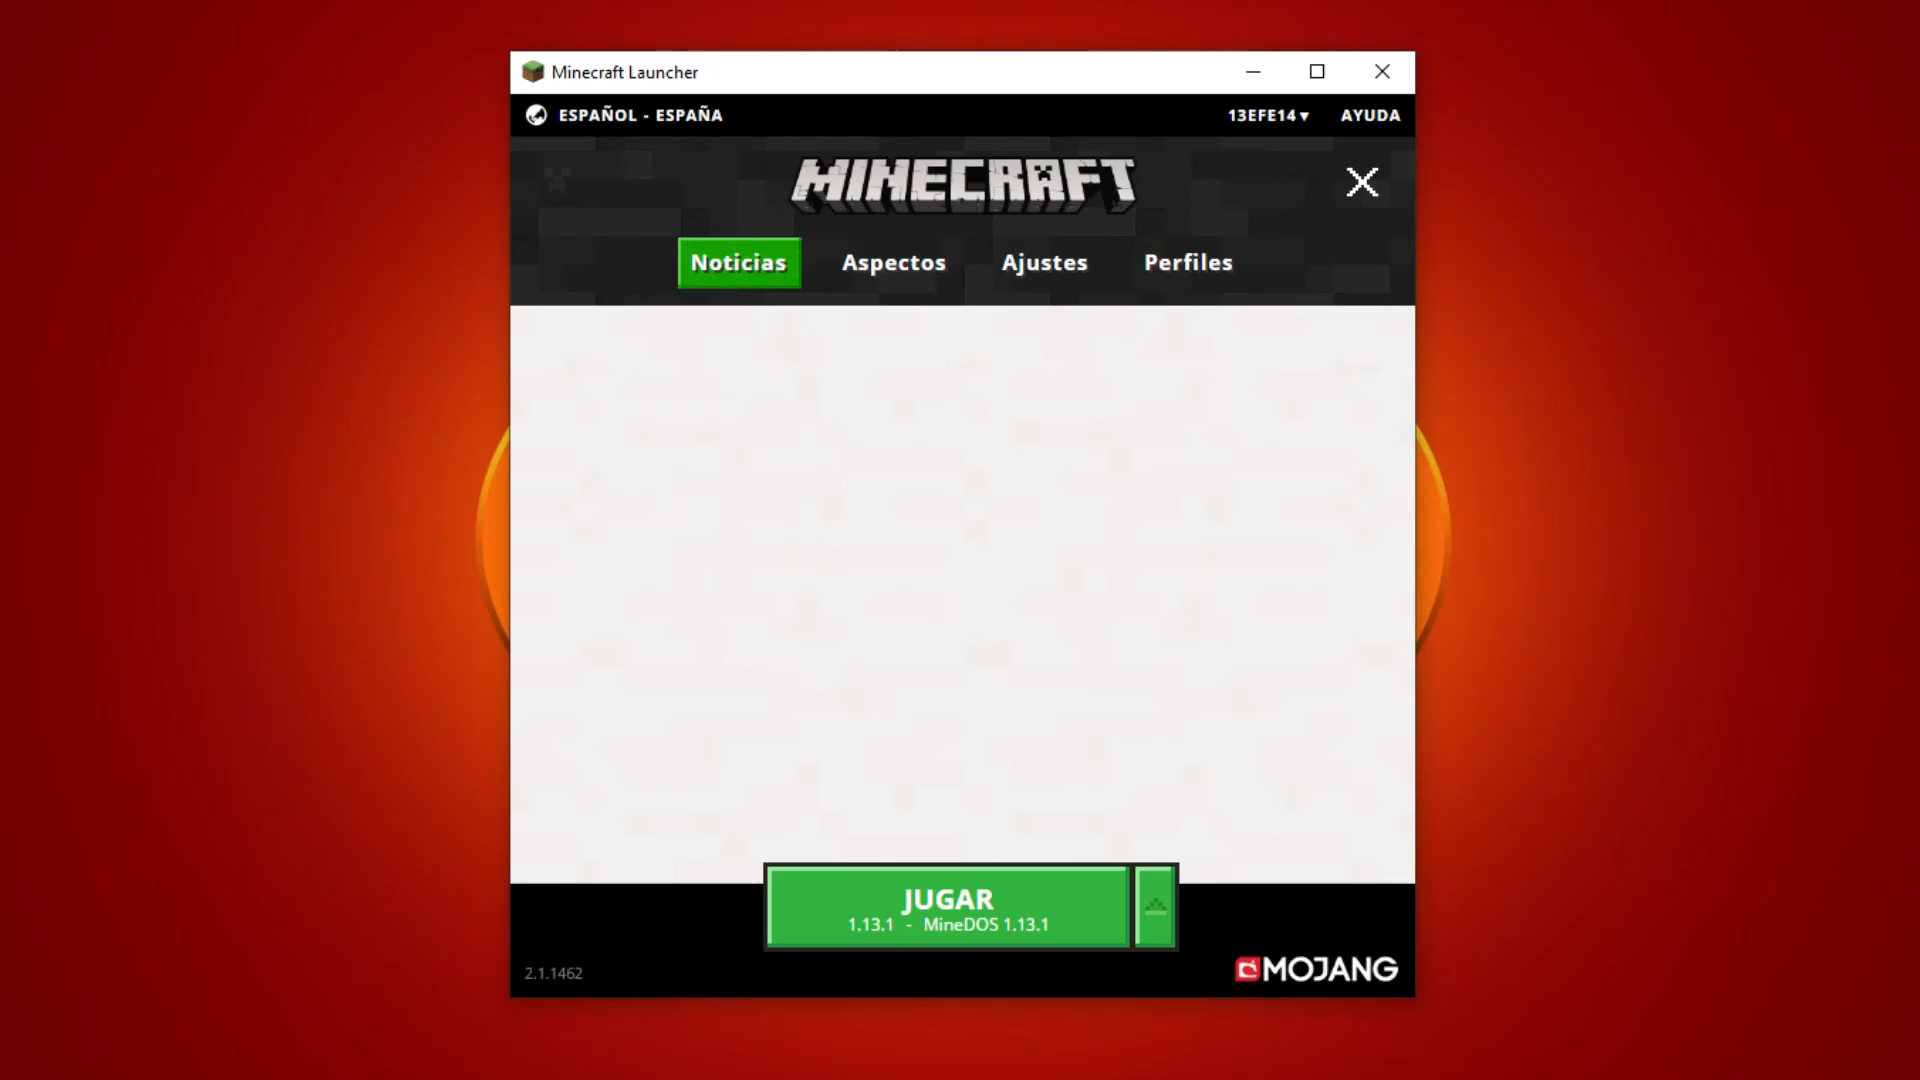 Minecraft Launcher
ESPAÑOL - ESPAÑA
13EFE14▾
AYUDA
MINECRAFT
Noticias
Aspectos
Ajustes
Perfiles
JUGAR
1.13.1 - MineDOS 1.13.1
2.1.1462
MOJANG